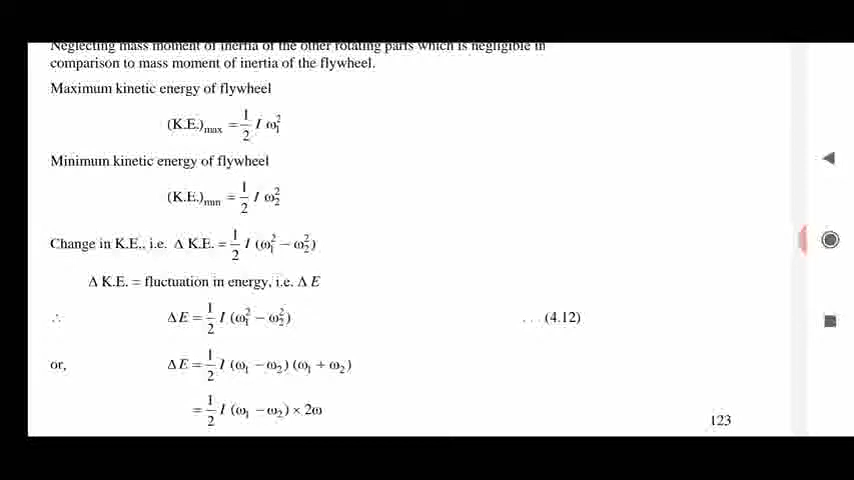 Neglecting mass moment of inertia of the other rotating parts which is negligible in
comparison to mass moment of inertia of the flywheel.
Maximum kinetic energy of flywheel
(K.E.)max = 1/2 I ω₁²
Minimum kinetic energy of flywheel
(K.E.)min = 1/2 I ω₂²
Change in K.E., i.e. Δ K.E. = 1/2 I (ω₁² − ω₂²)
Δ K.E. = fluctuation in energy, i.e. Δ E
∴ ΔE = 1/2 I (ω₁² − ω₂²) . . . (4.12)
or, ΔE = 1/2 I (ω₁ − ω₂) (ω₁ + ω₂)
= 1/2 I (ω₁ − ω₂) × 2ω
123